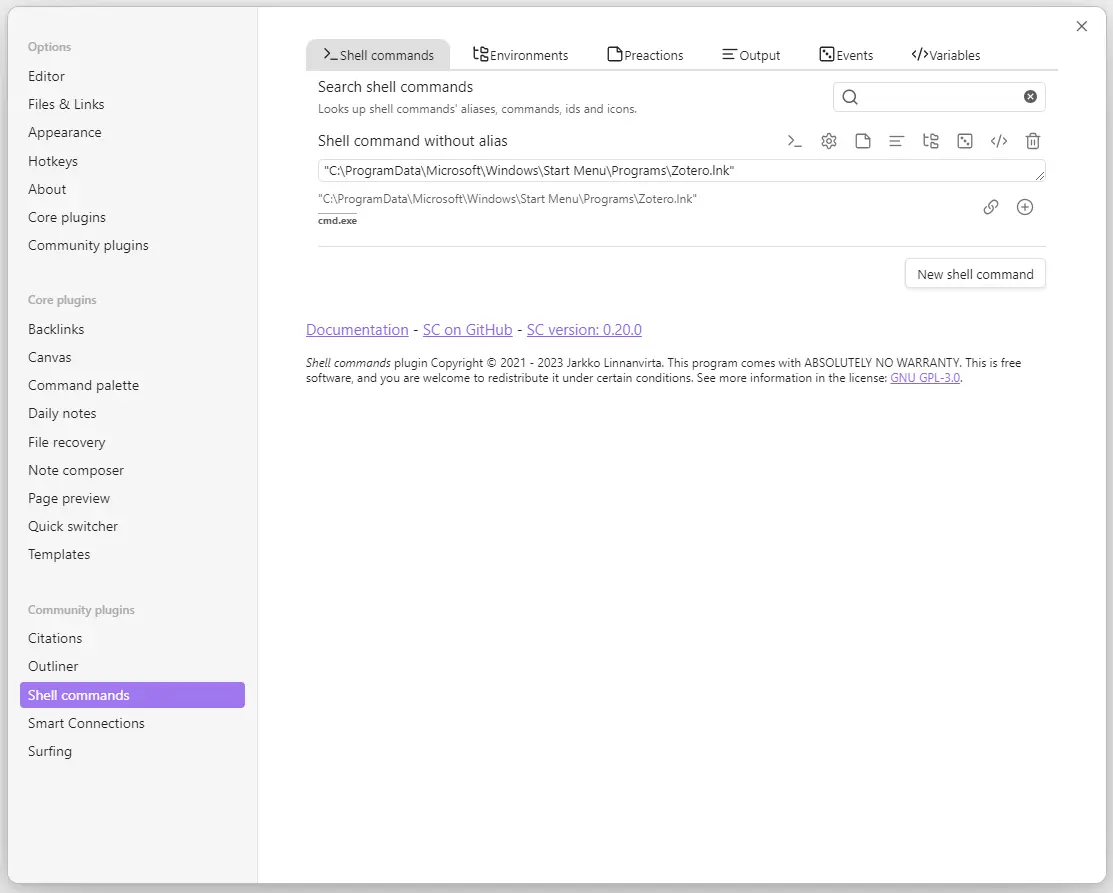 Options
Editor
Files & Links
Appearance
Hotkeys
About
Core plugins
Community plugins
Core plugins
Backlinks
Canvas
Command palette
Daily notes
File recovery
Note composer
Page preview
Quick switcher
Templates
Community plugins
Citations
Outliner
Shell commands
Smart Connections
Surfing
Shell commands Environments Preactions Output Events Variables
Search shell commands
Looks up shell commands' aliases, commands, ids and icons.
Shell command without alias
"C:\ProgramData\Microsoft\Windows\Start Menu\Programs\Zotero.lnk"
"C:\ProgramData\Microsoft\Windows\Start Menu\Programs\Zotero.lnk"
cmd.exe
New shell command
Documentation - SC on GitHub - SC version: 0.20.0
Shell commands plugin Copyright © 2021 - 2023 Jarkko Linnanvirta. This program comes with ABSOLUTELY NO WARRANTY. This is free
software, and you are welcome to redistribute it under certain conditions. See more information in the license: GNU GPL-3.0.